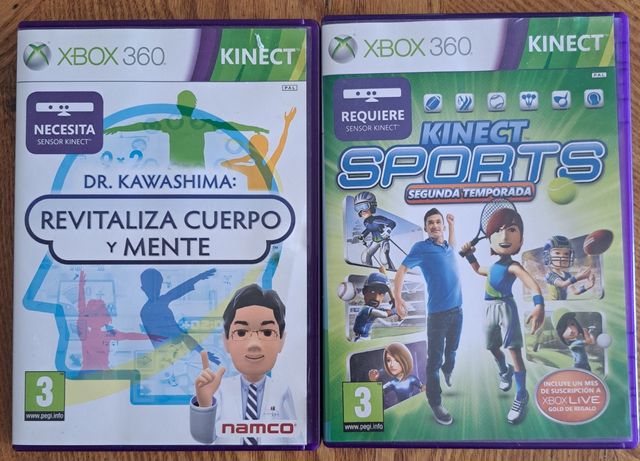 XBOX 360
KINECT
PAL
NECESITA
SENSOR KINECT
DR. KAWASHIMA:
REVITALIZA CUERPO
Y MENTE
3
www.pegi.info
namco
XBOX 360
KINECT
PAL
REQUIERE
SENSOR KINECT
KINECT
SPORTS
SEGUNDA TEMPORADA
INCLUYE UN MES
DE SUSCRIPCIÓN A
XBOX LIVE
GOLD DE REGALO
3
www.pegi.info